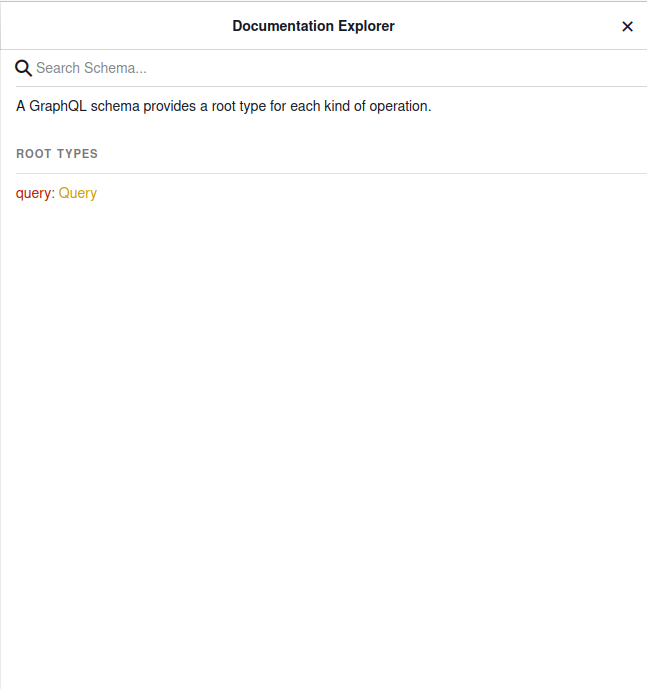 Documentation Explorer
Search Schema...
A GraphQL schema provides a root type for each kind of operation.
ROOT TYPES
query: Query